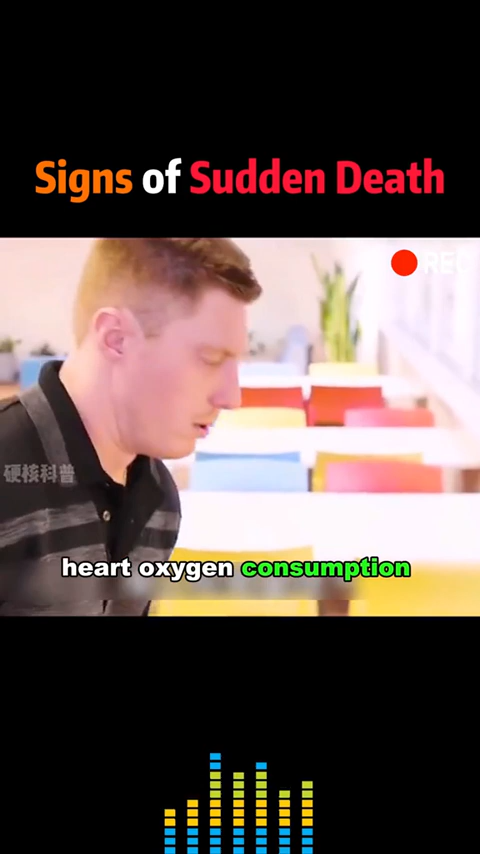 Signs of Sudden Death
REC
硬核科普
heart oxygen consumption